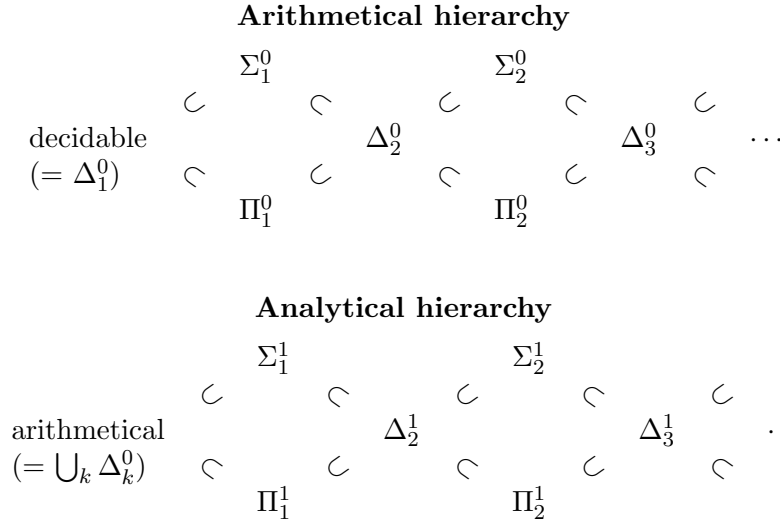 Arithmetical hierarchy
Σ⁰₁ Σ⁰₂
⊂ ⊂ ⊂ ⊂ ⊂
decidable Δ⁰₂ Δ⁰₃ ···
(= Δ⁰₁) ⊂ ⊂ ⊂ ⊂ ⊂
Π⁰₁ Π⁰₂
Analytical hierarchy
Σ¹₁ Σ¹₂
⊂ ⊂ ⊂ ⊂ ⊂
arithmetical Δ¹₂ Δ¹₃ ·
(= ⋃ₖ Δ⁰ₖ) ⊂ ⊂ ⊂ ⊂ ⊂
Π¹₁ Π¹₂